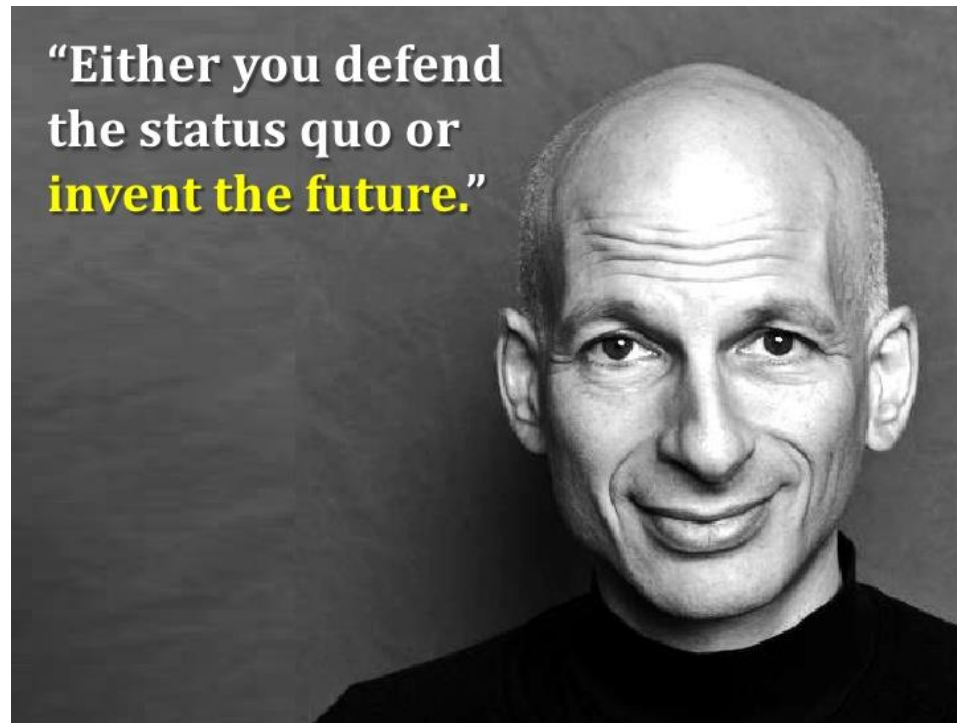 “Either you defend
the status quo or
invent the future.”